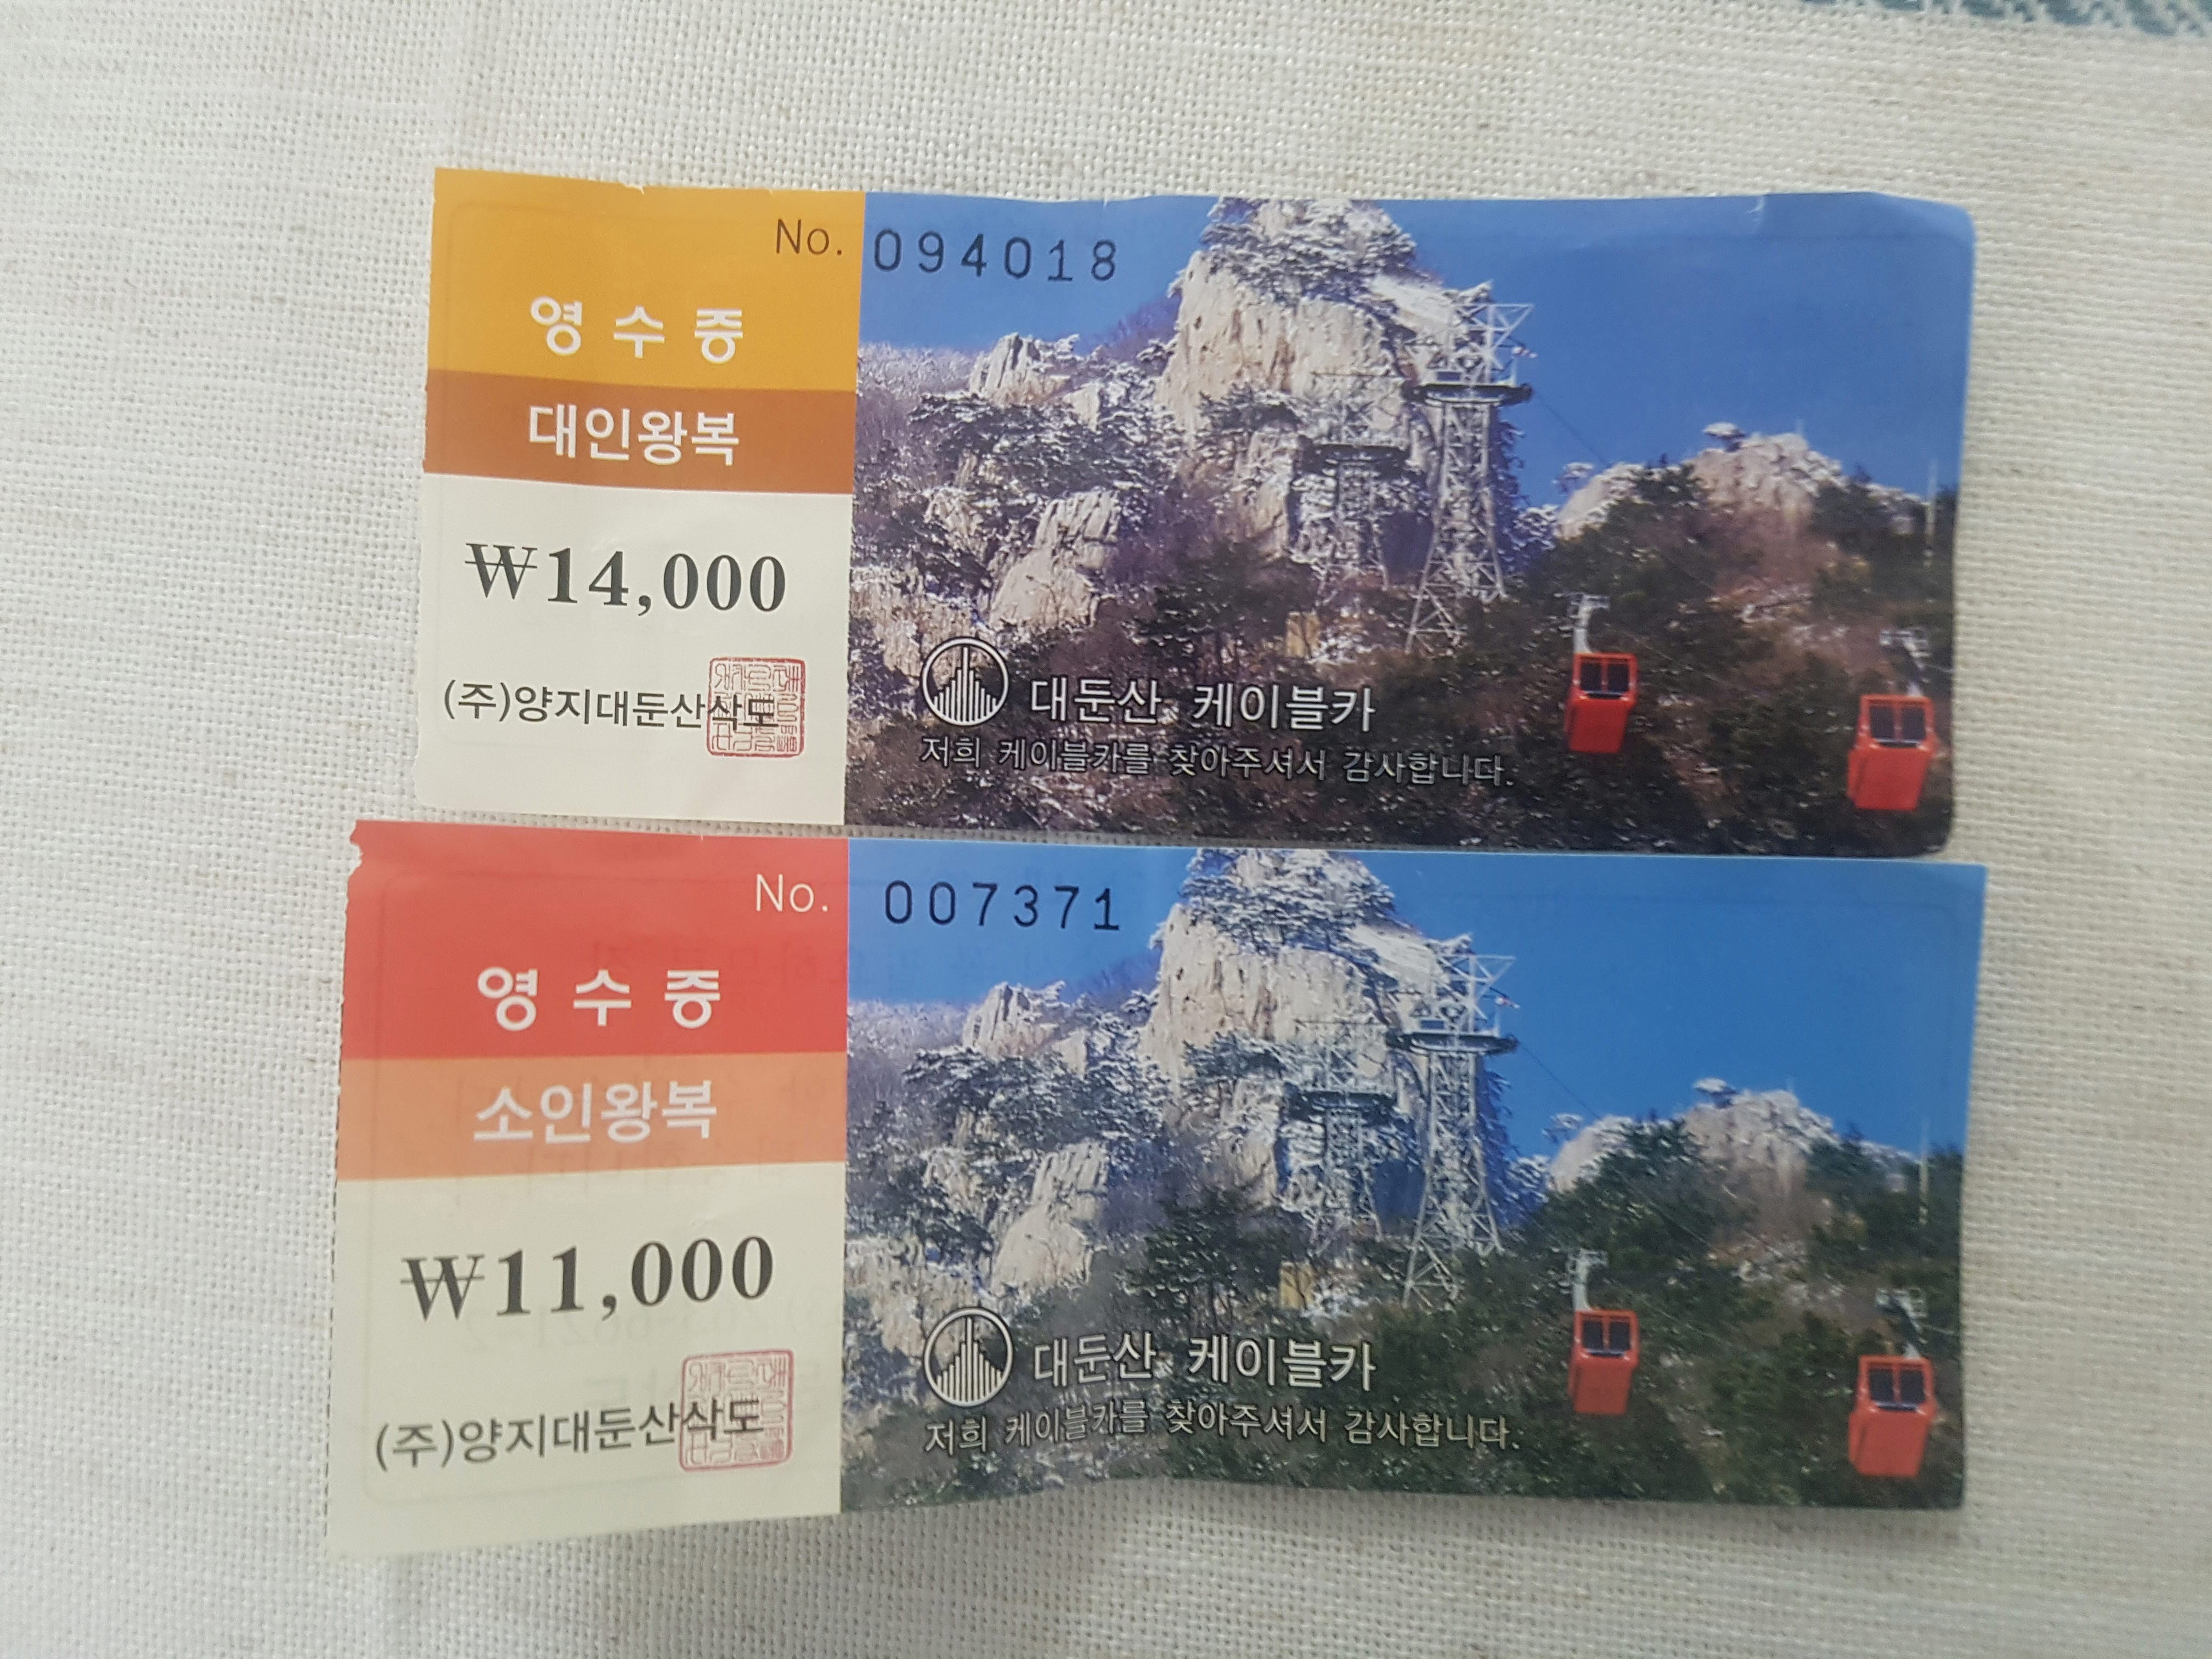 No. 094018
영수증
대인왕복
₩14,000
(주)양지대둔산삭도
대둔산 케이블카
저희 케이블카를 찾아주셔서 감사합니다.
No. 007371
영수증
소인왕복
₩11,000
(주)양지대둔산삭도
대둔산 케이블카
저희 케이블카를 찾아주셔서 감사합니다.